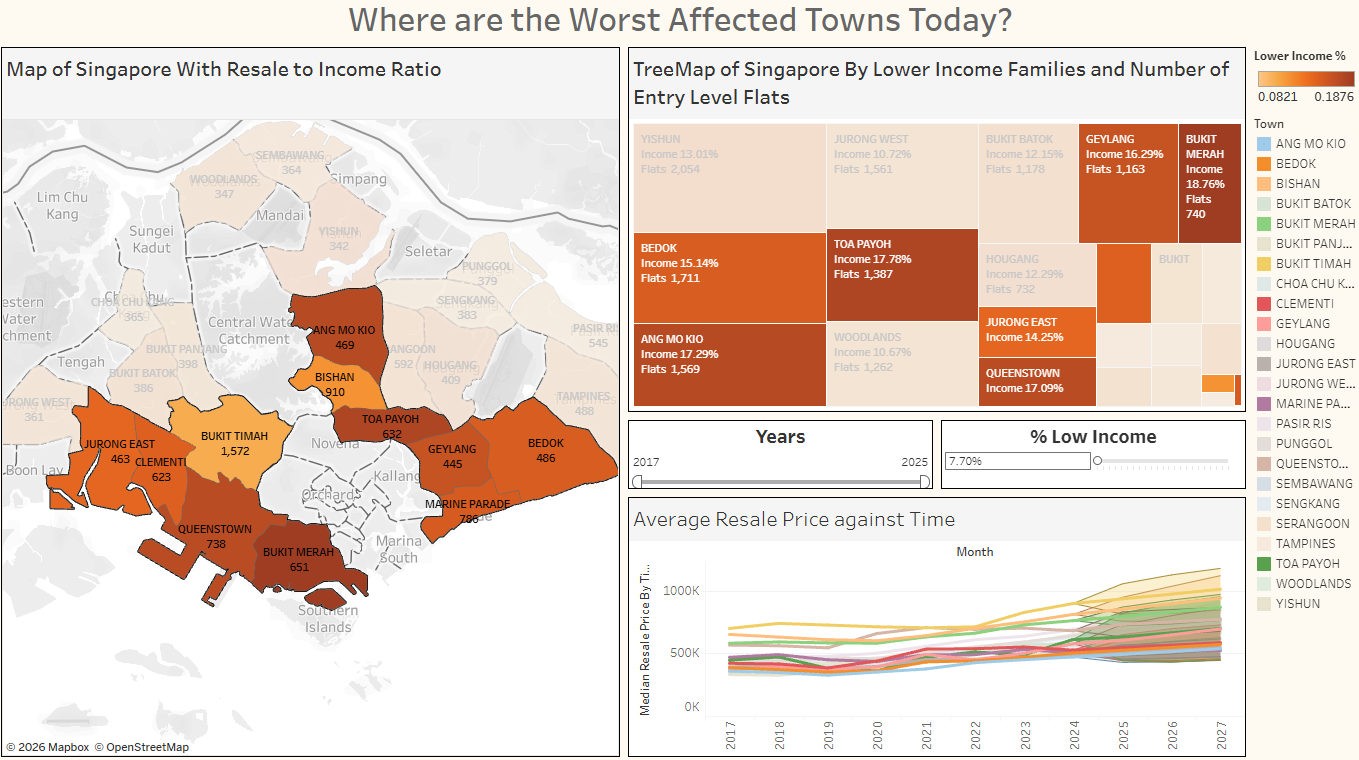 Where are the Worst Affected Towns Today?
Map of Singapore With Resale to Income Ratio
SEMBAWANG
364
WOODLANDS
347
Simpang
Lim Chu
Kang
Mandai
Sungei
Kadut
YISHUN
342
Seletar
PUNGGOL
379
CHOA CHU KANG
365
SENGKANG
383
estern
Water
chment
Central Water
Catchment
ANG MO KIO
469
PASIR RIS
545
Tengah
BUKIT PANJANG
398
ANGOON
592
HOUGANG
409
BUKIT BATOK
386
BISHAN
910
TAMPINES
488
RONG WEST
361
TOA PAYOH
632
BUKIT TIMAH
1,572
Novena
JURONG EAST
463
CLEMENTI
623
GEYLANG
445
BEDOK
486
Boon Lay
Kallang
Orchard
MARINE PARADE
786
QUEENSTOWN
738
Marina
South
BUKIT MERAH
651
Southern
Islands
© 2026 Mapbox © OpenStreetMap
TreeMap of Singapore By Lower Income Families and Number of
Entry Level Flats
YISHUN
Income 13.01%
Flats 2,054
JURONG WEST
Income 10.72%
Flats 1,561
BUKIT BATOK
Income 12.15%
Flats 1,178
GEYLANG
Income 16.29%
Flats 1,163
BUKIT
MERAH
Income
18.76%
Flats
740
BEDOK
Income 15.14%
Flats 1,711
TOA PAYOH
Income 17.78%
Flats 1,387
HOUGANG
Income 12.29%
Flats 732
BUKIT
JURONG EAST
Income 14.25%
ANG MO KIO
Income 17.29%
Flats 1,569
WOODLANDS
Income 10.67%
Flats 1,262
QUEENSTOWN
Income 17.09%
Years
2017
2025
% Low Income
7.70%
Average Resale Price against Time
Month
Median Resale Price By Ti...
1000K
500K
0K
2017
2018
2019
2020
2021
2022
2023
2024
2025
2026
2027
Lower Income %
0.0821
0.1876
Town
ANG MO KIO
BEDOK
BISHAN
BUKIT BATOK
BUKIT MERAH
BUKIT PANJ...
BUKIT TIMAH
CHOA CHU K...
CLEMENTI
GEYLANG
HOUGANG
JURONG EAST
JURONG WE...
MARINE PA...
PASIR RIS
PUNGGOL
QUEENSTO...
SEMBAWANG
SENGKANG
SERANGOON
TAMPINES
TOA PAYOH
WOODLANDS
YISHUN